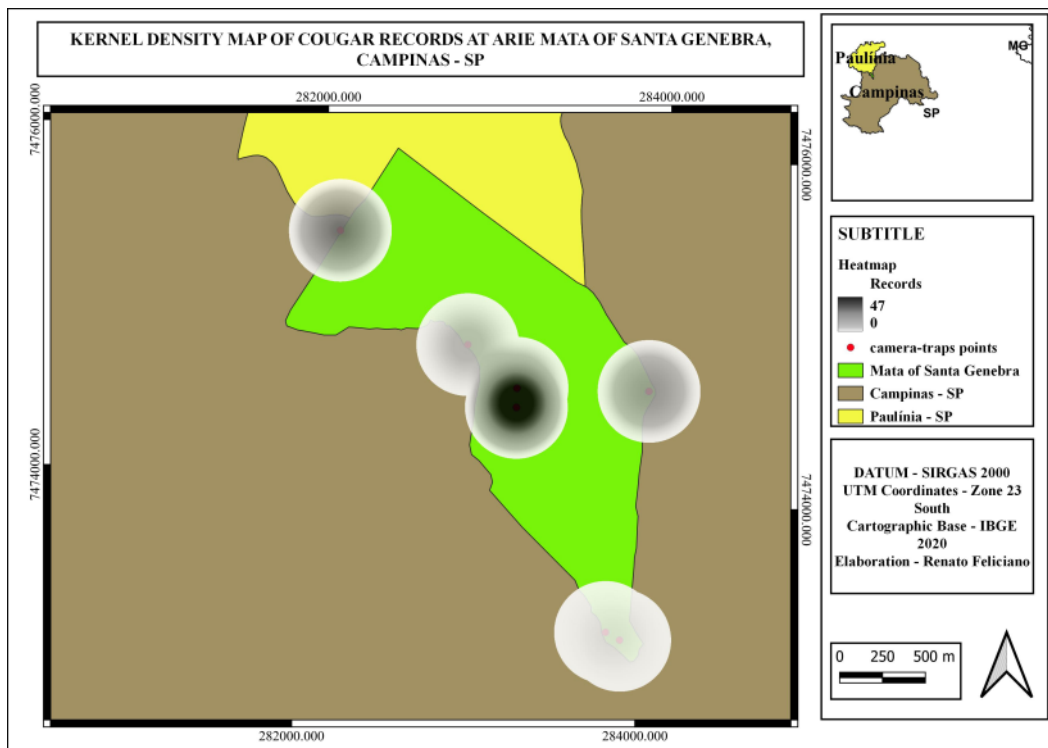 KERNEL DENSITY MAP OF COUGAR RECORDS AT ARIE MATA OF SANTA GENEBRA,
CAMPINAS - SP
282000.000
284000.000
7476000.000
7476000.000
7474000.000
7474000.000
282000.000
284000.000
MG
Paulínia
Campinas
SP
SUBTITLE
Heatmap
Records
47
0
camera-traps points
Mata of Santa Genebra
Campinas - SP
Paulínia - SP
DATUM - SIRGAS 2000
UTM Coordinates - Zone 23
South
Cartographic Base - IBGE
2020
Elaboration - Renato Feliciano
0 250 500 m